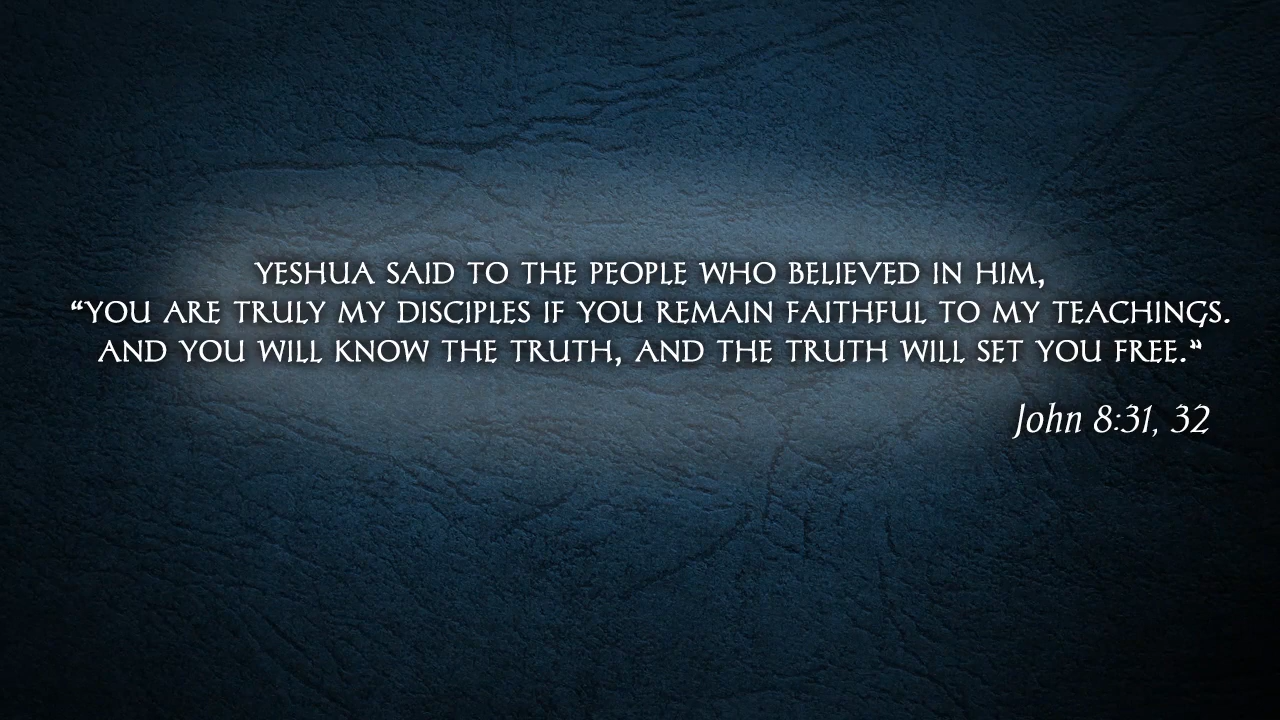 YESHUA SAID TO THE PEOPLE WHO BELIEVED IN HIM,
“YOU ARE TRULY MY DISCIPLES IF YOU REMAIN FAITHFUL TO MY TEACHINGS.
AND YOU WILL KNOW THE TRUTH, AND THE TRUTH WILL SET YOU FREE.”
John 8:31, 32